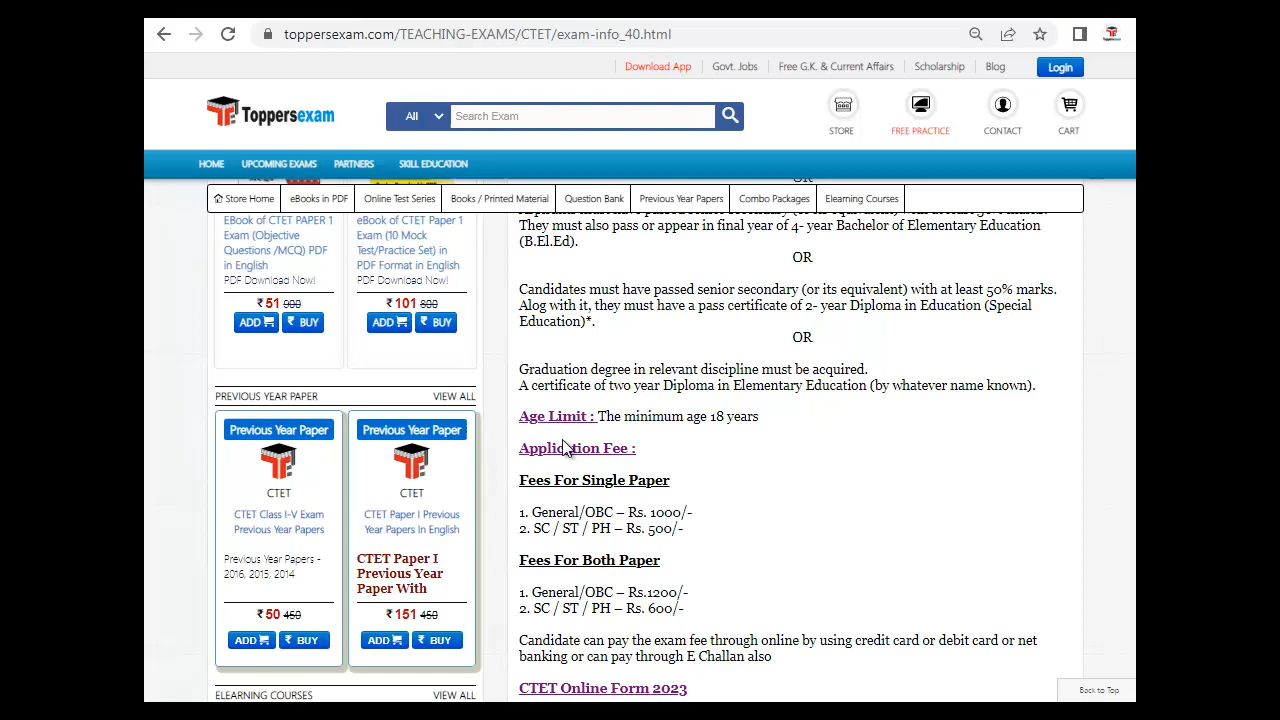 toppersexam.com/TEACHING-EXAMS/CTET/exam-info_40.html
Download App
Govt. Jobs
Free G.K. & Current Affairs
Scholarship
Blog
Login
Toppersexam
All
Search Exam
STORE
FREE PRACTICE
CONTACT
CART
HOME
UPCOMING EXAMS
PARTNERS
SKILL EDUCATION
Store Home
eBooks in PDF
Online Test Series
Books / Printed Material
Question Bank
Previous Year Papers
Combo Packages
Elearning Courses
EBook of CTET PAPER 1
Exam (Objective
Questions /MCQ) PDF
in English
PDF Download Now!
₹ 51 900
ADD
₹ BUY
eBook of CTET Paper 1
Exam (10 Mock
Test/Practice Set) in
PDF Format in English
PDF Download Now!
₹ 101 800
ADD
₹ BUY
PREVIOUS YEAR PAPER
VIEW ALL
Previous Year Paper
CTET
CTET Class I-V Exam
Previous Year Papers
Previous Year Papers -
2016, 2015, 2014
₹ 50 450
ADD
₹ BUY
Previous Year Paper
CTET
CTET Paper I Previous
Year Papers In English
CTET Paper I
Previous Year
Paper With
₹ 151 450
ADD
₹ BUY
ELEARNING COURSES
VIEW ALL
They must also pass or appear in final year of 4- year Bachelor of Elementary Education
(B.El.Ed).
OR
Candidates must have passed senior secondary (or its equivalent) with at least 50% marks.
Alog with it, they must have a pass certificate of 2- year Diploma in Education (Special
Education)*.
OR
Graduation degree in relevant discipline must be acquired.
A certificate of two year Diploma in Elementary Education (by whatever name known).
Age Limit : The minimum age 18 years
Application Fee :
Fees For Single Paper
1. General/OBC – Rs. 1000/-
2. SC / ST / PH – Rs. 500/-
Fees For Both Paper
1. General/OBC – Rs.1200/-
2. SC / ST / PH – Rs. 600/-
Candidate can pay the exam fee through online by using credit card or debit card or net
banking or can pay through E Challan also
CTET Online Form 2023
Back to Top